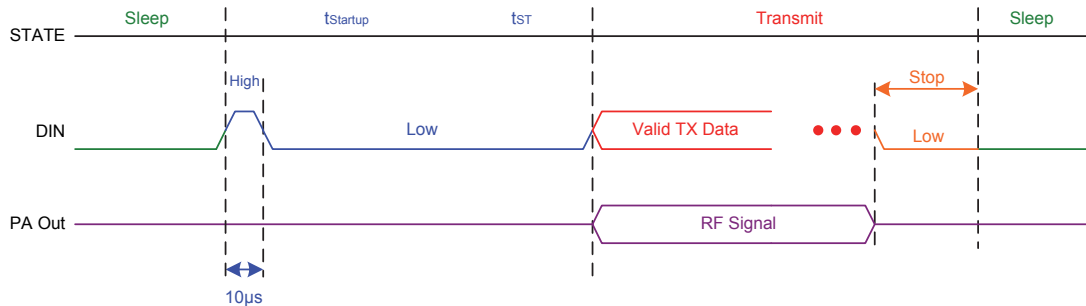 Sleep tStartup tST Transmit Sleep
STATE
High Stop
DIN Low Valid TX Data Low
PA Out RF Signal
10µs